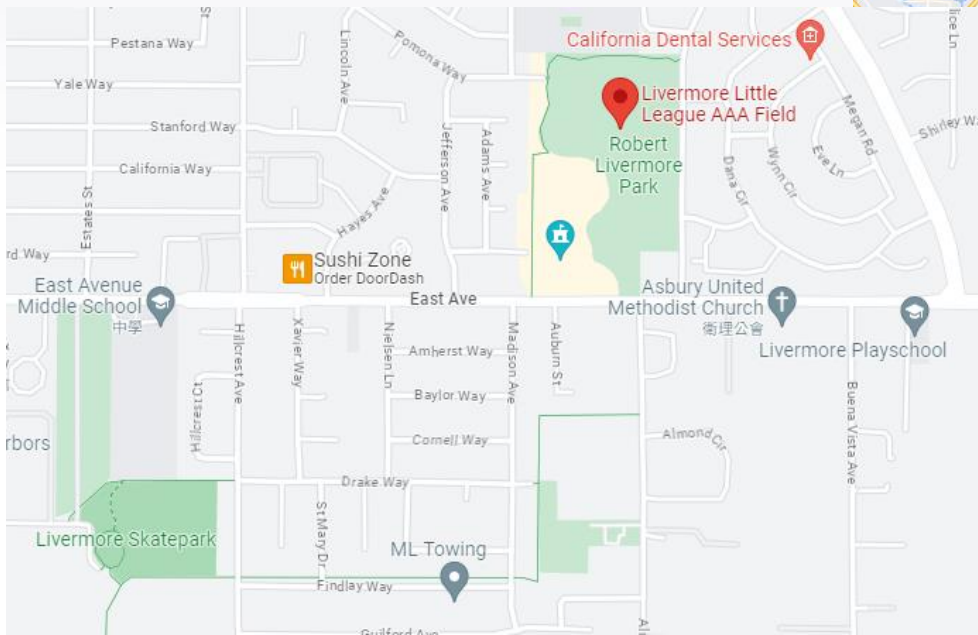 Pestana Way
Lincoln Ave
Pomona Way
California Dental Services
Yale Way
Livermore Little
League AAA Field
Megan Rd
Stanford Way
Robert
Livermore
Park
Eve Ln
California Way
Jefferson Ave
Adams Ave
Dana Cir
Wynn Cir
Estates St
Hayes Ave
Sushi Zone
Order DoorDash
East Avenue
Middle School
中學
East Ave
Asbury United
Methodist Church
衛理公會
Livermore Playschool
Hillcrest Ave
Xavier Way
Nielsen Ln
Madison Ave
Auburn St
Amherst Way
Baylor Way
Hillcrest Ct
Cornell Way
Almond Cir
Buena Vista Ave
Drake Way
St Mary Dr
Livermore Skatepark
ML Towing
Findlay Way
Guilford Ave